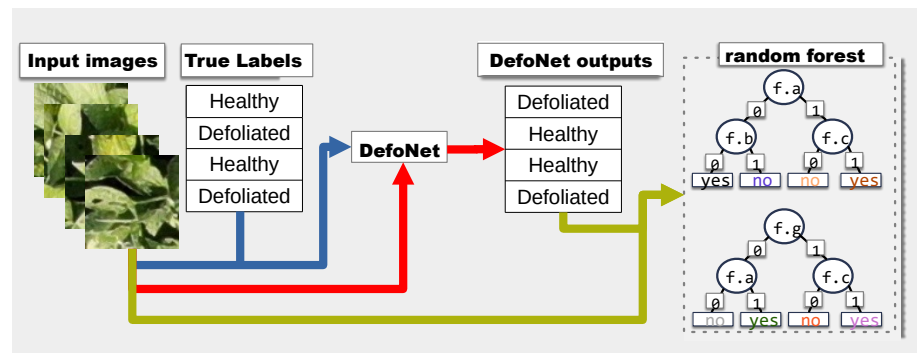 Input images
True Labels
Healthy
Defoliated
Healthy
Defoliated
DefoNet
DefoNet outputs
Defoliated
Healthy
Healthy
Defoliated
random forest
f.a
0 1
f.b f.c
0 1 0 1
yes no no yes
f.g
0 1
f.a f.c
0 1 0 1
no yes no yes